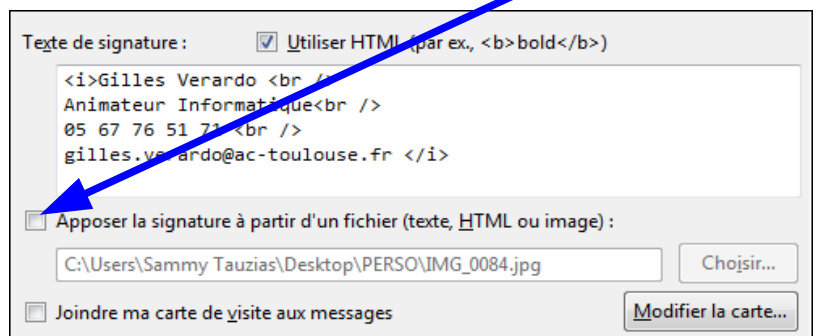 Texte de signature : Utiliser HTML (par ex., <b>bold</b>)
<i>Gilles Verardo <br />
Animateur Informatique<br />
05 67 76 51 71 <br />
gilles.verardo@ac-toulouse.fr </i>
Apposer la signature à partir d'un fichier (texte, HTML ou image) :
C:\Users\Sammy Tauzias\Desktop\PERSO\IMG_0084.jpg Choisir...
Joindre ma carte de visite aux messages Modifier la carte...